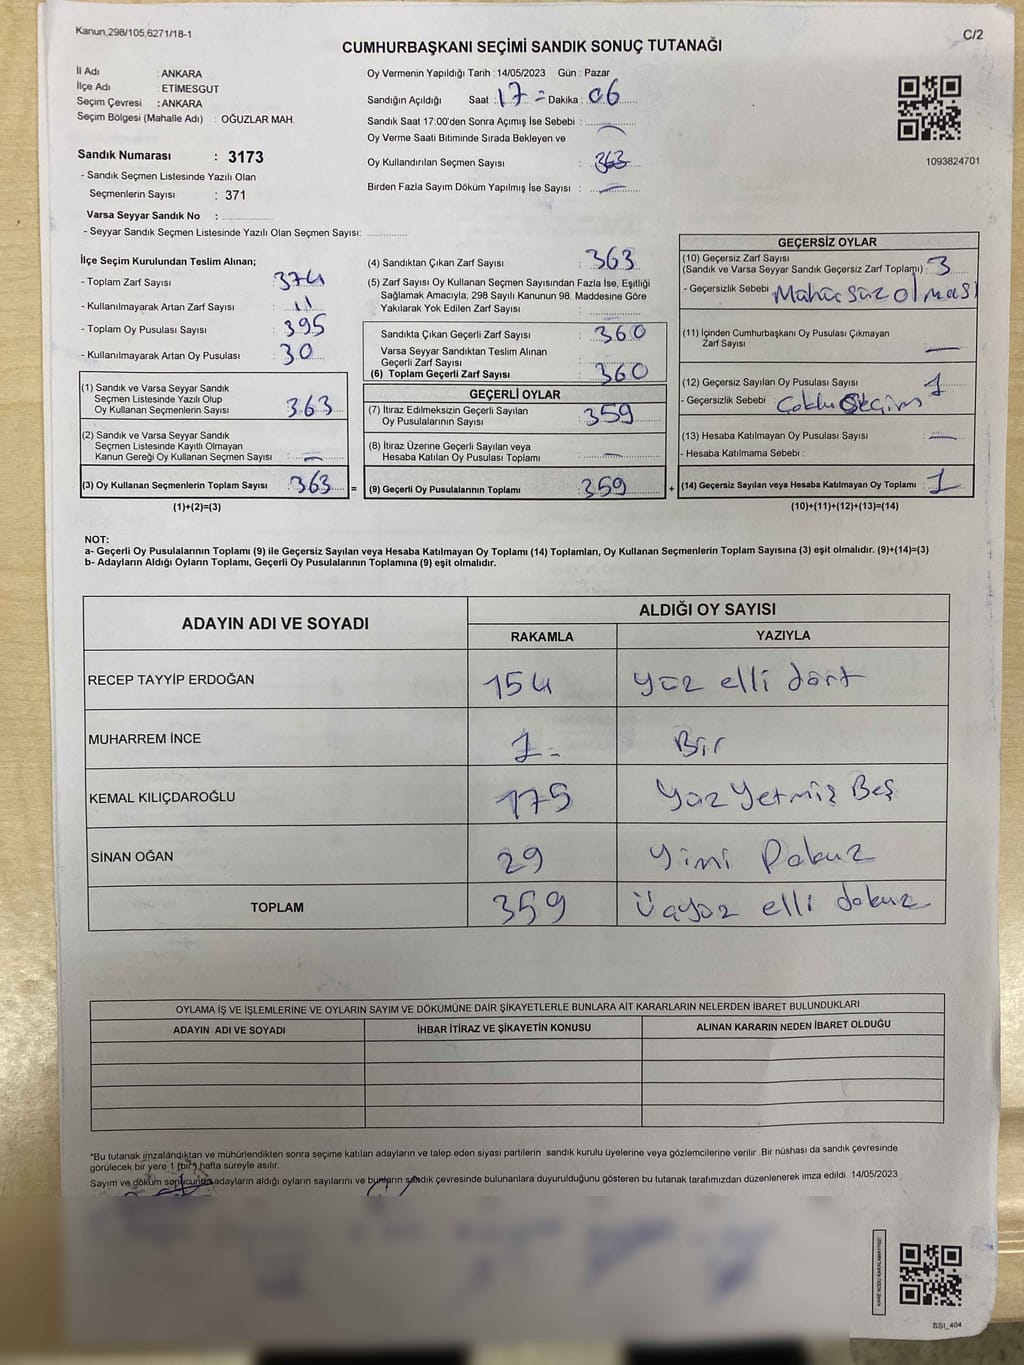 Kanun.298/105,6271/18-1
C/2
CUMHURBAŞKANI SEÇİMİ SANDIK SONUÇ TUTANAĞI
İl Adı : ANKARA
İlçe Adı : ETİMESGUT
Seçim Çevresi : ANKARA
Seçim Bölgesi (Mahalle Adı) : OĞUZLAR MAH.
Sandık Numarası : 3173
- Sandık Seçmen Listesinde Yazılı Olan
Seçmenlerin Sayısı : 371
Varsa Seyyar Sandık No :
- Seyyar Sandık Seçmen Listesinde Yazılı Olan Seçmen Sayısı:
Oy Vermenin Yapıldığı Tarih : 14/05/2023 Gün : Pazar
Sandığın Açıldığı Saat : 17 = Dakika : 06
Sandık Saat 17:00'den Sonra Açımış İse Sebebi :
Oy Verme Saati Bitiminde Sırada Bekleyen ve
Oy Kullandırılan Seçmen Sayısı : 363
Birden Fazla Sayım Döküm Yapılmış İse Sayısı : —
1093824701
İlçe Seçim Kurulundan Teslim Alınan;
- Toplam Zarf Sayısı : 374
- Kullanılmayarak Artan Zarf Sayısı : 11
- Toplam Oy Pusulası Sayısı : 395
- Kullanılmayarak Artan Oy Pusulası : 30
(1) Sandık ve Varsa Seyyar Sandık
Seçmen Listesinde Yazılı Olup
Oy Kullanan Seçmenlerin Sayısı : 363
(2) Sandık ve Varsa Seyyar Sandık
Seçmen Listesinde Kayıtlı Olmayan
Kanun Gereği Oy Kullanan Seçmen Sayısı : —
(3) Oy Kullanan Seçmenlerin Toplam Sayısı : 363 =
(1)+(2)=(3)
(4) Sandıktan Çıkan Zarf Sayısı : 363
(5) Zarf Sayısı Oy Kullanan Seçmen Sayısından Fazla İse, Eşitliği
Sağlamak Amacıyla, 298 Sayılı Kanunun 98. Maddesine Göre
Yakılarak Yok Edilen Zarf Sayısı :
Sandıkta Çıkan Geçerli Zarf Sayısı : 360
Varsa Seyyar Sandıktan Teslim Alınan
Geçerli Zarf Sayısı :
(6) Toplam Geçerli Zarf Sayısı : 360
GEÇERLİ OYLAR
(7) İtiraz Edilmeksizin Geçerli Sayılan
Oy Pusulalarının Sayısı : 359
(8) İtiraz Üzerine Geçerli Sayılan veya
Hesaba Katılan Oy Pusulası Toplamı : —
(9) Geçerli Oy Pusulalarının Toplamı : 359 +
GEÇERSİZ OYLAR
(10) Geçersiz Zarf Sayısı
(Sandık ve Varsa Seyyar Sandık Geçersiz Zarf Toplamı) : 3
- Geçersizlik Sebebi : Mühürsüz olması
(11) İçinden Cumhurbaşkanı Oy Pusulası Çıkmayan
Zarf Sayısı : —
(12) Geçersiz Sayılan Oy Pusulası Sayısı : 1
- Geçersizlik Sebebi : Çoklu Seçim
(13) Hesaba Katılmayan Oy Pusulası Sayısı : —
- Hesaba Katılmama Sebebi :
(14) Geçersiz Sayılan veya Hesaba Katılmayan Oy Toplamı : 1
(10)+(11)+(12)+(13)=(14)
NOT:
a- Geçerli Oy Pusulalarının Toplamı (9) ile Geçersiz Sayılan veya Hesaba Katılmayan Oy Toplamı (14) Toplamları, Oy Kullanan Seçmenlerin Toplam Sayısına (3) eşit olmalıdır. (9)+(14)=(3)
b- Adayların Aldığı Oyların Toplamı, Geçerli Oy Pusulalarının Toplamına (9) eşit olmalıdır.
ADAYIN ADI VE SOYADI
ALDIĞI OY SAYISI
RAKAMLA YAZIYLA
RECEP TAYYİP ERDOĞAN 154 yüz elli dört
MUHARREM İNCE 1 Bir
KEMAL KILIÇDAROĞLU 175 Yüz Yetmiş Beş
SİNAN OĞAN 29 Yimi Dokuz
TOPLAM 359 Üçyüz elli dokuz
OYLAMA İŞ VE İŞLEMLERİNE VE OYLARIN SAYIM VE DÖKÜMÜNE DAİR ŞİKAYETLERLE BUNLARA AİT KARARLARIN NELERDEN İBARET BULUNDUKLARI
ADAYIN ADI VE SOYADI İHBAR İTİRAZ VE ŞİKAYETİN KONUSU ALINAN KARARIN NEDEN İBARET OLDUĞU
*Bu tutanak imzalandıktan ve mühürlendikten sonra seçime katılan adayların ve talep eden siyasi partilerin sandık kurulu üyelerine veya gözlemcilerine verilir. Bir nüshası da sandık çevresinde
görülecek bir yere 1 (bir) hafta süreyle asılır.
Sayım ve döküm sonucunda adayların aldığı oyların sayılarını ve bunların sandık çevresinde bulunanlara duyurulduğunu gösteren bu tutanak tarafımızdan düzenlenerek imza edildi. 14/05/2023
SSI_404